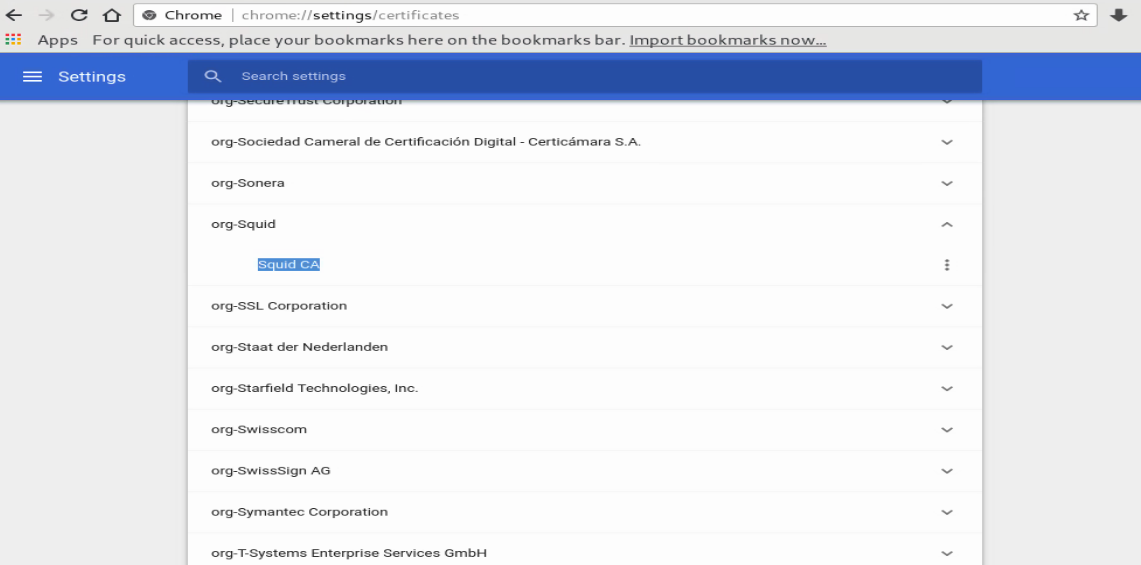 Chrome | chrome://settings/certificates
Apps For quick access, place your bookmarks here on the bookmarks bar. Import bookmarks now...
Settings Search settings
org-SecureTrust Corporation
org-Sociedad Cameral de Certificación Digital - Certicámara S.A.
org-Sonera
org-Squid
Squid CA
org-SSL Corporation
org-Staat der Nederlanden
org-Starfield Technologies, Inc.
org-Swisscom
org-SwissSign AG
org-Symantec Corporation
org-T-Systems Enterprise Services GmbH